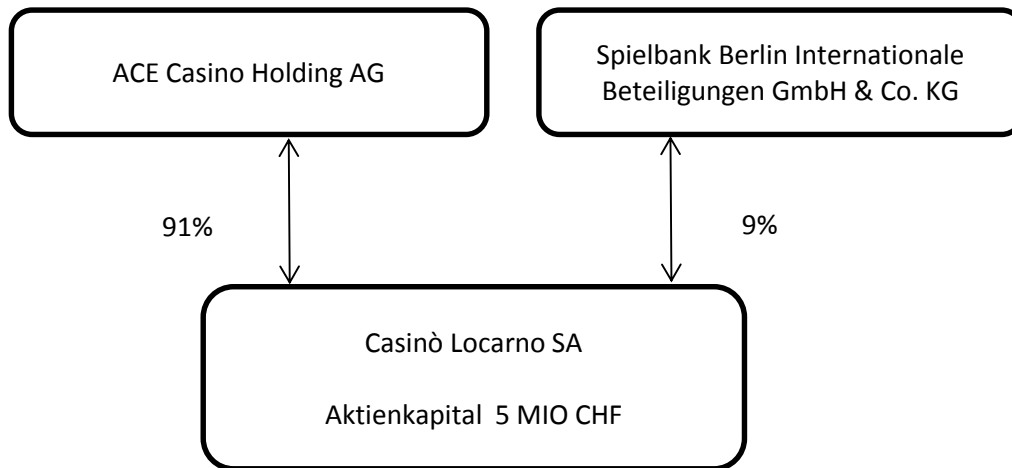 ACE Casino Holding AG
Spielbank Berlin Internationale
Beteiligungen GmbH & Co. KG
91%
9%
Casinò Locarno SA
Aktienkapital 5 MIO CHF